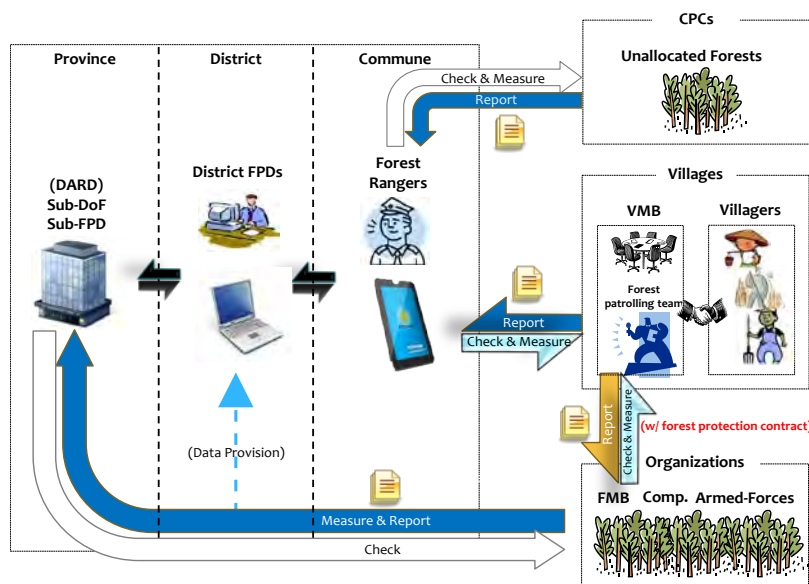 CPCs
Unallocated Forests
Province
District
Commune
Check & Measure
Report
(DARD)
Sub-DoF
Sub-FPD
District FPDs
Forest
Rangers
Villages
VMB
Villagers
Forest
patrolling team
Report
Check & Measure
Report
Check & Measure
(w/ forest protection contract)
(Data Provision)
Organizations
FMB
Comp.
Armed-Forces
Measure & Report
Check